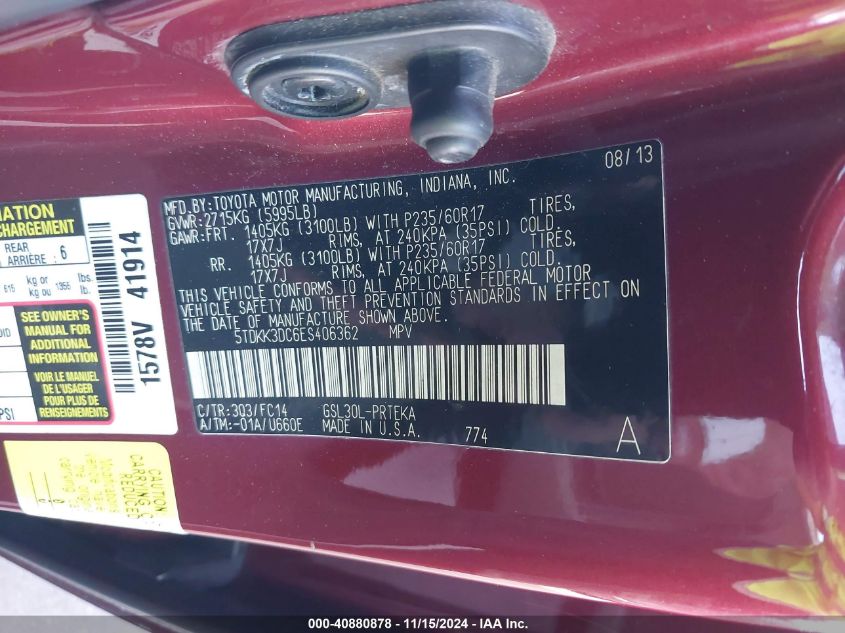 08/13
MFD.BY:TOYOTA MOTOR MANUFACTURING, INDIANA, INC.
GVWR:2715KG (5995LB)
GAWR:FRT. 1405KG (3100LB) WITH P235/60R17 TIRES,
17X7J RIMS, AT 240KPA (35PSI) COLD.
RR. 1405KG (3100LB) WITH P235/60R17 TIRES,
17X7J RIMS, AT 240KPA (35PSI) COLD.
THIS VEHICLE CONFORMS TO ALL APPLICABLE FEDERAL MOTOR
VEHICLE SAFETY AND THEFT PREVENTION STANDARDS IN EFFECT ON
THE DATE OF MANUFACTURE SHOWN ABOVE.
5TDKK3DC6ES406362 MPV
C/TR:3Q3/FC14 GSL30L-PRTEKA
A/TM:-01A/U660E MADE IN U.S.A. 774
A
CHARGEMENT
REAR
ARRIÈRE : 6
kg or lbs.
kg ou lb.
SEE OWNER'S
MANUAL FOR
ADDITIONAL
INFORMATION
VOIR LE MANUEL
DE L'USAGER
POUR PLUS DE
RENSEIGNEMENTS
PSI
1578V 41914
000-40880878 - 11/15/2024 - IAA Inc.